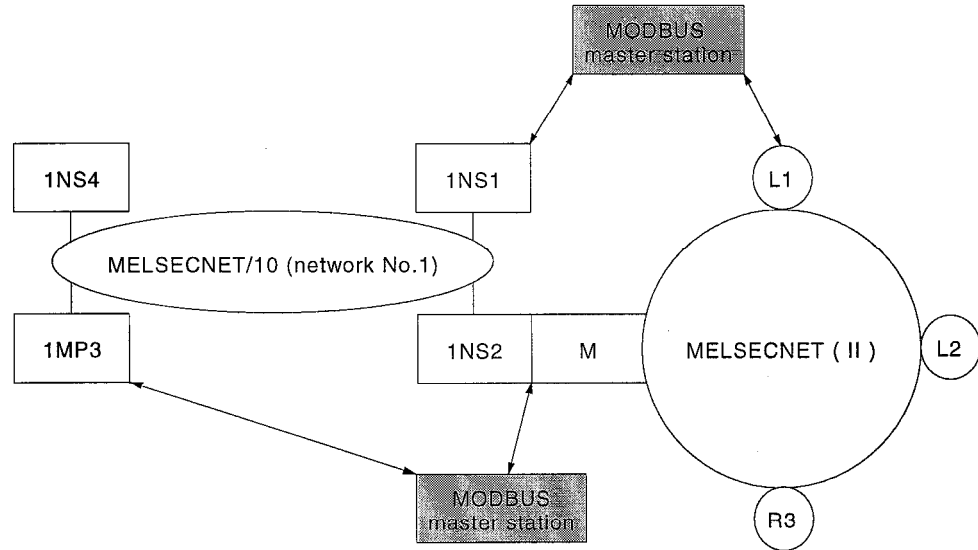 MODBUS
master station
1NS4
1NS1
L1
MELSECNET/10 (network No.1)
1MP3
1NS2
M
MELSECNET ( II )
L2
MODBUS
master station
R3